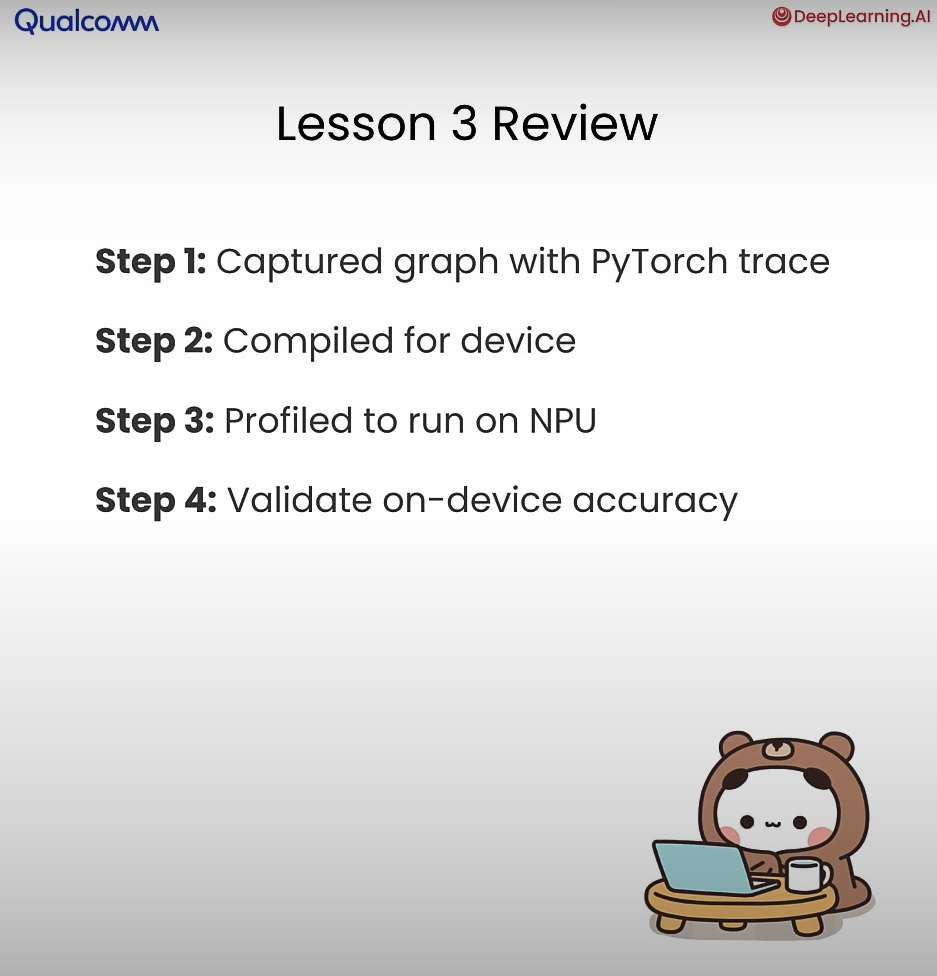 Qualcomm
DeepLearning.AI
Lesson 3 Review
Step 1: Captured graph with PyTorch trace
Step 2: Compiled for device
Step 3: Profiled to run on NPU
Step 4: Validate on-device accuracy